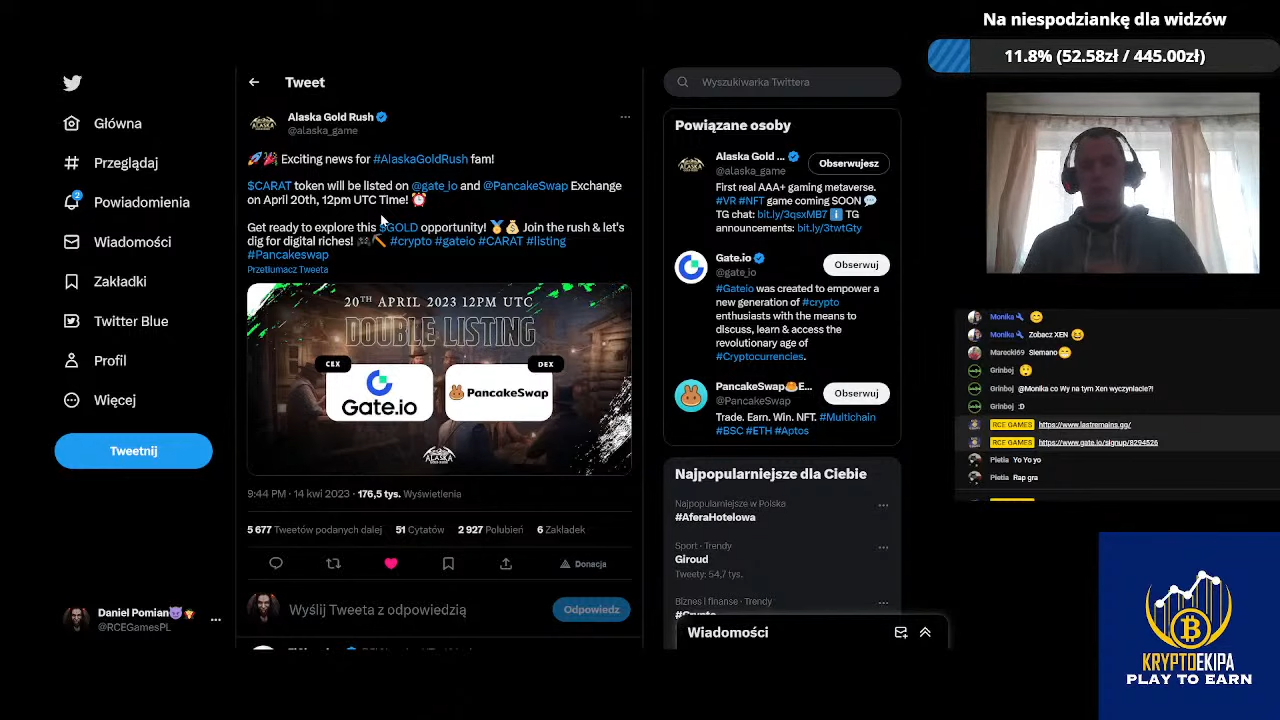 Na niespodziankę dla widzów
11.8% (52.58zł / 445.00zł)
Główna
Przeglądaj
2
Powiadomienia
Wiadomości
Zakładki
Twitter Blue
Profil
Więcej
Tweetnij
Daniel Pomian
@RCEGamesPL
Tweet
Alaska Gold Rush
@alaska_game
🚀🎉 Exciting news for #AlaskaGoldRush fam!
$CARAT token will be listed on @gate_io and @PancakeSwap Exchange
on April 20th, 12pm UTC Time! ⏰
Get ready to explore this $GOLD opportunity! 🏅💰 Join the rush & let's
dig for digital riches! 🎮⛏️ #crypto #gateio #CARAT #listing
#Pancakeswap
Przetłumacz Tweeta
20TH APRIL 2023 12PM UTC
DOUBLE LISTING
CEX
DEX
Gate.io
PancakeSwap
ALASKA
9:44 PM · 14 kwi 2023 · 176,5 tys. Wyświetlenia
5 677 Tweetów podanych dalej 51 Cytatów 2 927 Polubień 6 Zakładek
Donacja
Wyślij Tweeta z odpowiedzią
Odpowiedz
Wyszukiwarka Twittera
Powiązane osoby
Alaska Gold ...
@alaska_game
Obserwujesz
First real AAA+ gaming metaverse.
#VR #NFT game coming SOON 💬
TG chat: bit.ly/3qsxMB7 ℹ️ TG
announcements: bit.ly/3twtGty
Gate.io
@gate_io
Obserwuj
#Gateio was created to empower a
new generation of #crypto
enthusiasts with the means to
discuss, learn & access the
revolutionary age of
#Cryptocurrencies.
PancakeSwap🥞E...
@PancakeSwap
Obserwuj
Trade. Earn. Win. NFT. #Multichain
#BSC #ETH #Aptos
Najpopularniejsze dla Ciebie
Najpopularniejsze w Polska
#AferaHotelowa
Sport · Trendy
Giroud
Tweety: 54,7 tys.
Biznes i finanse · Trendy
Wiadomości
Monika 😊
Monika Zobacz XEN 😆
Marecki69 Siemano😁
Grinboj 😲
Grinboj @Monika co Wy na tym Xen wyczyniacie?!
Grinboj :D
RCE GAMES https://www.lastremains.gg/
RCE GAMES https://www.gate.io/signup/8294526
Pietia Yo Yo yo
Pietia Rap gra
KRYPTOEKIPA
PLAY TO EARN